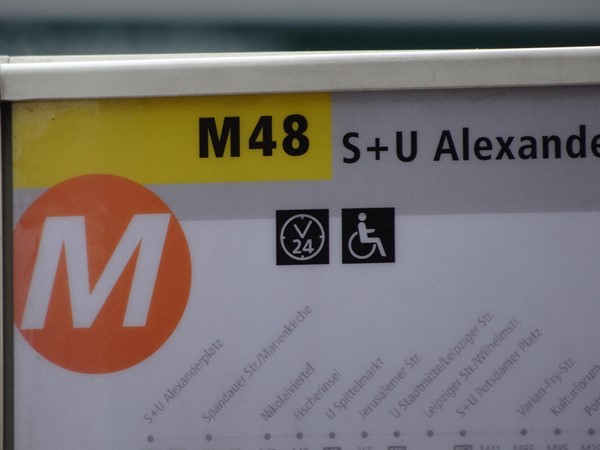 M48
S+U Alexande
M
24
S+U Alexanderplatz
Spandauer Str./Marienkirche
Nikolaiviertel
Fischerinsel
U Spittelmarkt
Jerusalemer Str.
U Stadtmitte/Leipziger Str.
Leipziger Str./Wilhelmstr.
S+U Potsdamer Platz
Varian-Fry-Str.
Kulturforum